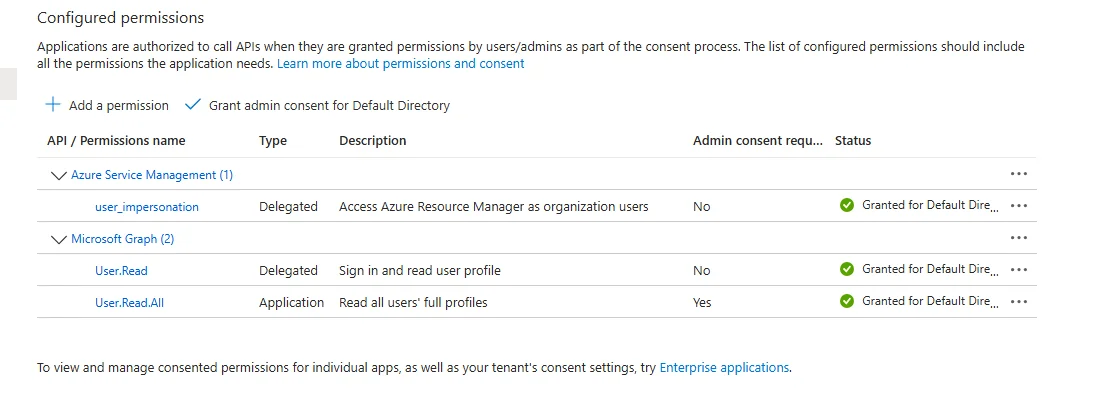 Configured permissions
Applications are authorized to call APIs when they are granted permissions by users/admins as part of the consent process. The list of configured permissions should include
all the permissions the application needs. Learn more about permissions and consent
Add a permission Grant admin consent for Default Directory
API / Permissions name Type Description Admin consent requ... Status
Azure Service Management (1)
user_impersonation Delegated Access Azure Resource Manager as organization users No Granted for Default Dire...
Microsoft Graph (2)
User.Read Delegated Sign in and read user profile No Granted for Default Dire...
User.Read.All Application Read all users' full profiles Yes Granted for Default Dire...
To view and manage consented permissions for individual apps, as well as your tenant's consent settings, try Enterprise applications.